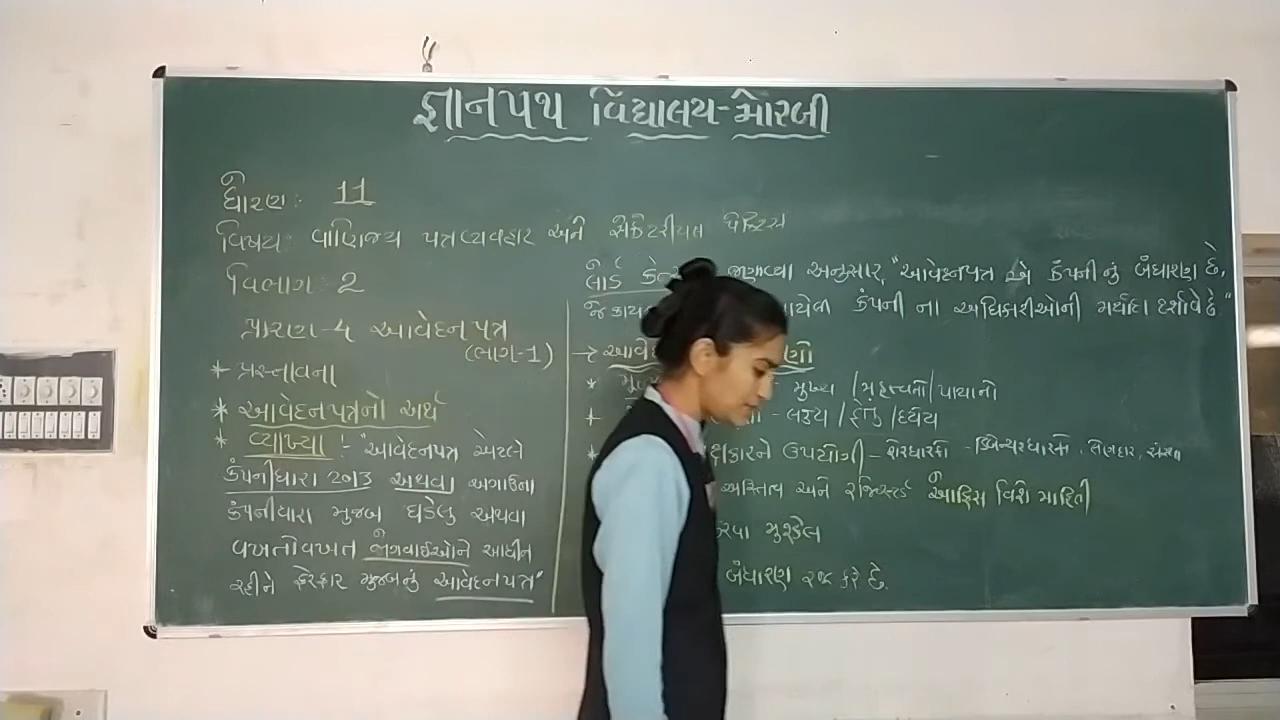 જ્ઞાનપથ વિદ્યાલય-મોરબી
ધોરણ: 11
વિષય: વાણિજ્ય પત્રવ્યવહાર અને સેક્રેટરીયલ પ્રેક્ટિસ
વિભાગ: 2
પ્રકરણ-4 આવેદનપત્ર
(ભાગ-1)
* પ્રસ્તાવના
* આવેદનપત્રનો અર્થ
* વ્યાખ્યા :- "આવેદનપત્ર એટલે
કંપનીધારા 2013 અથવા અગાઉના
કંપનીધારા મુજબ ઘડેલુ અથવા
વખતોવખત જોગવાઈઓને આધીન
રહીને ફેરફાર મુજબનું આવેદનપત્ર"
લોર્ડ જણાવ્યા અનુસાર, "આવેદનપત્ર એ કંપનીનું બંધારણ છે,
જે કંપની ના અધિકારીઓની મર્યાદા દર્શાવે છે"
→
* મુખ્ય / મહત્ત્વનો / પાયાનો
* - લક્ષ્ય / હેતુ / ધ્યેય
* ઉપયોગી - શેરધારકો - ડિબેન્ચરધારકો, લેણદાર,
અસ્તિત્વ અને રજિસ્ટર્ડ ઓફિસ વિશે માહિતી
મુશ્કેલ
બંધારણ રજૂ કરે છે.